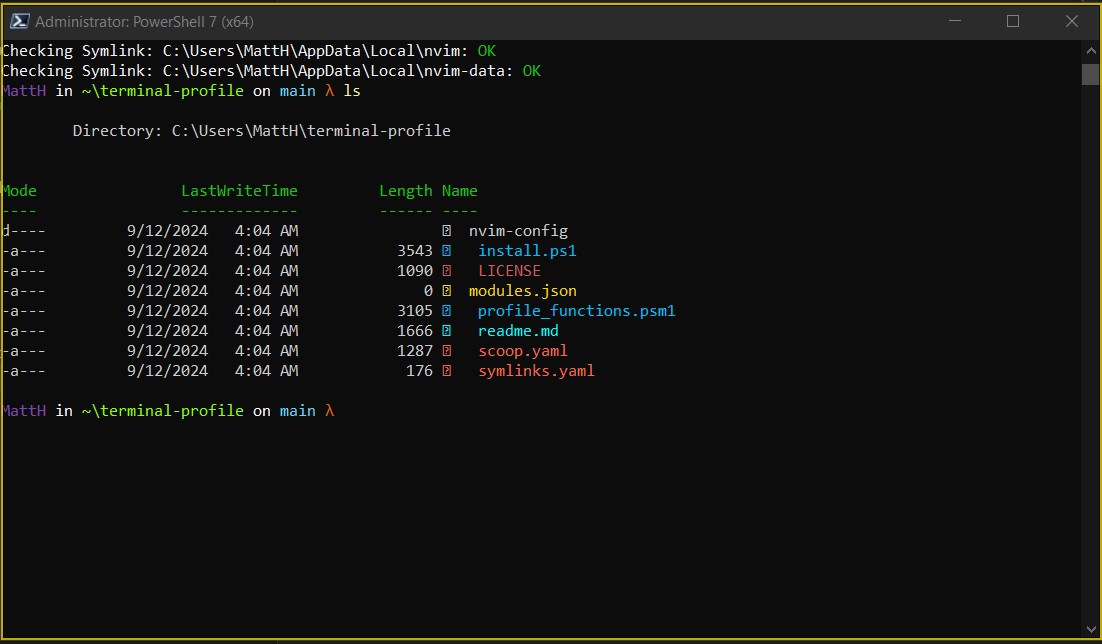 Administrator: PowerShell 7 (x64)
Checking Symlink: C:\Users\MattH\AppData\Local\nvim: OK
Checking Symlink: C:\Users\MattH\AppData\Local\nvim-data: OK
MattH in ~\terminal-profile on main λ ls
Directory: C:\Users\MattH\terminal-profile
Mode LastWriteTime Length Name
---- ------------- ------ ----
d---- 9/12/2024 4:04 AM nvim-config
-a--- 9/12/2024 4:04 AM 3543 install.ps1
-a--- 9/12/2024 4:04 AM 1090 LICENSE
-a--- 9/12/2024 4:04 AM 0 modules.json
-a--- 9/12/2024 4:04 AM 3105 profile_functions.psm1
-a--- 9/12/2024 4:04 AM 1666 readme.md
-a--- 9/12/2024 4:04 AM 1287 scoop.yaml
-a--- 9/12/2024 4:04 AM 176 symlinks.yaml
MattH in ~\terminal-profile on main λ